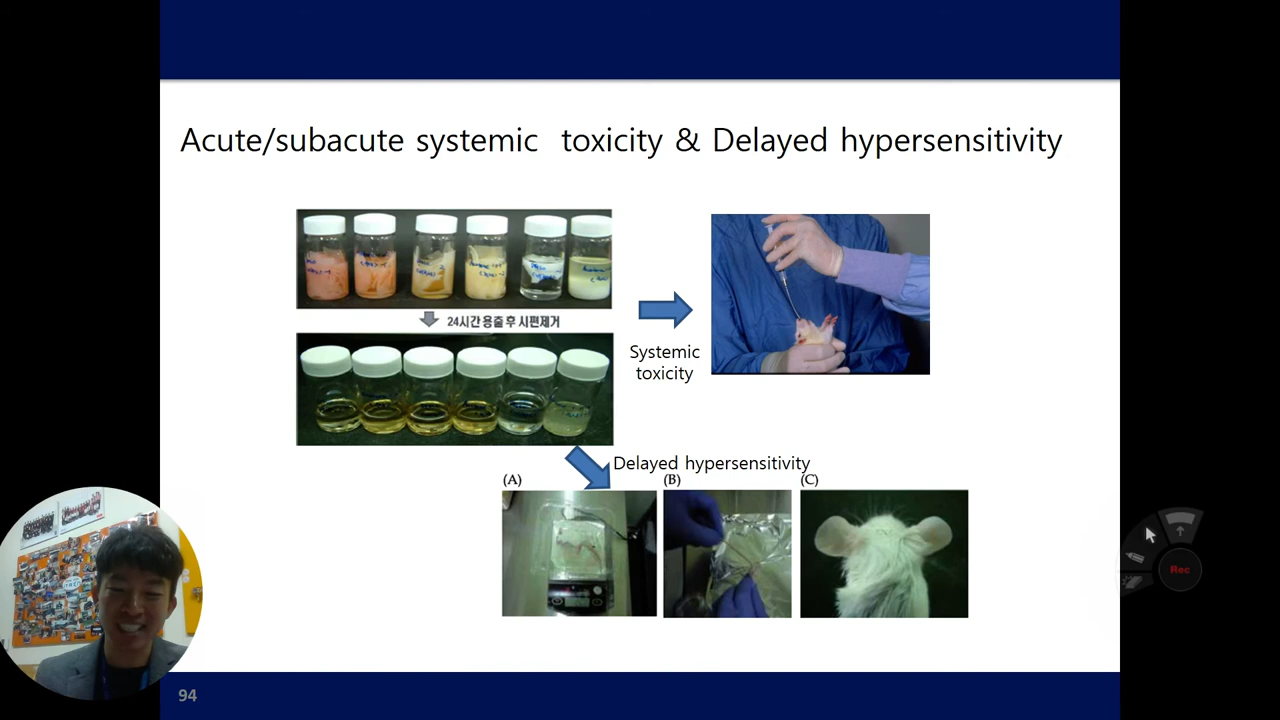 Acute/subacute systemic toxicity & Delayed hypersensitivity
24시간 용출 후 시편제거
Systemic
toxicity
Delayed hypersensitivity
(A)
(B)
(C)
Rec
94